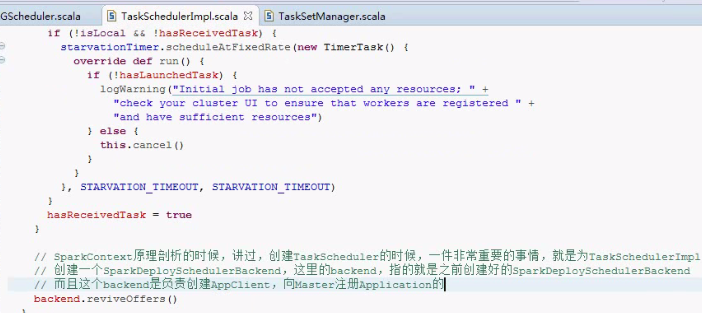 GScheduler.scala TaskSchedulerImpl.scala TaskSetManager.scala
if (!isLocal && !hasReceivedTask) {
starvationTimer.scheduleAtFixedRate(new TimerTask() {
override def run() {
if (!hasLaunchedTask) {
logWarning("Initial job has not accepted any resources; " +
"check your cluster UI to ensure that workers are registered " +
"and have sufficient resources")
} else {
this.cancel()
}
}
}, STARVATION_TIMEOUT, STARVATION_TIMEOUT)
}
hasReceivedTask = true
}
// SparkContext原理剖析的时候，讲过，创建TaskScheduler的时候，一件非常重要的事情，就是为TaskSchedulerImpl
// 创建一个SparkDeploySchedulerBackend，这里的backend，指的就是之前创建好的SparkDeploySchedulerBackend
// 而且这个backend是负责创建AppClient，向Master注册Application的
backend.reviveOffers()
}